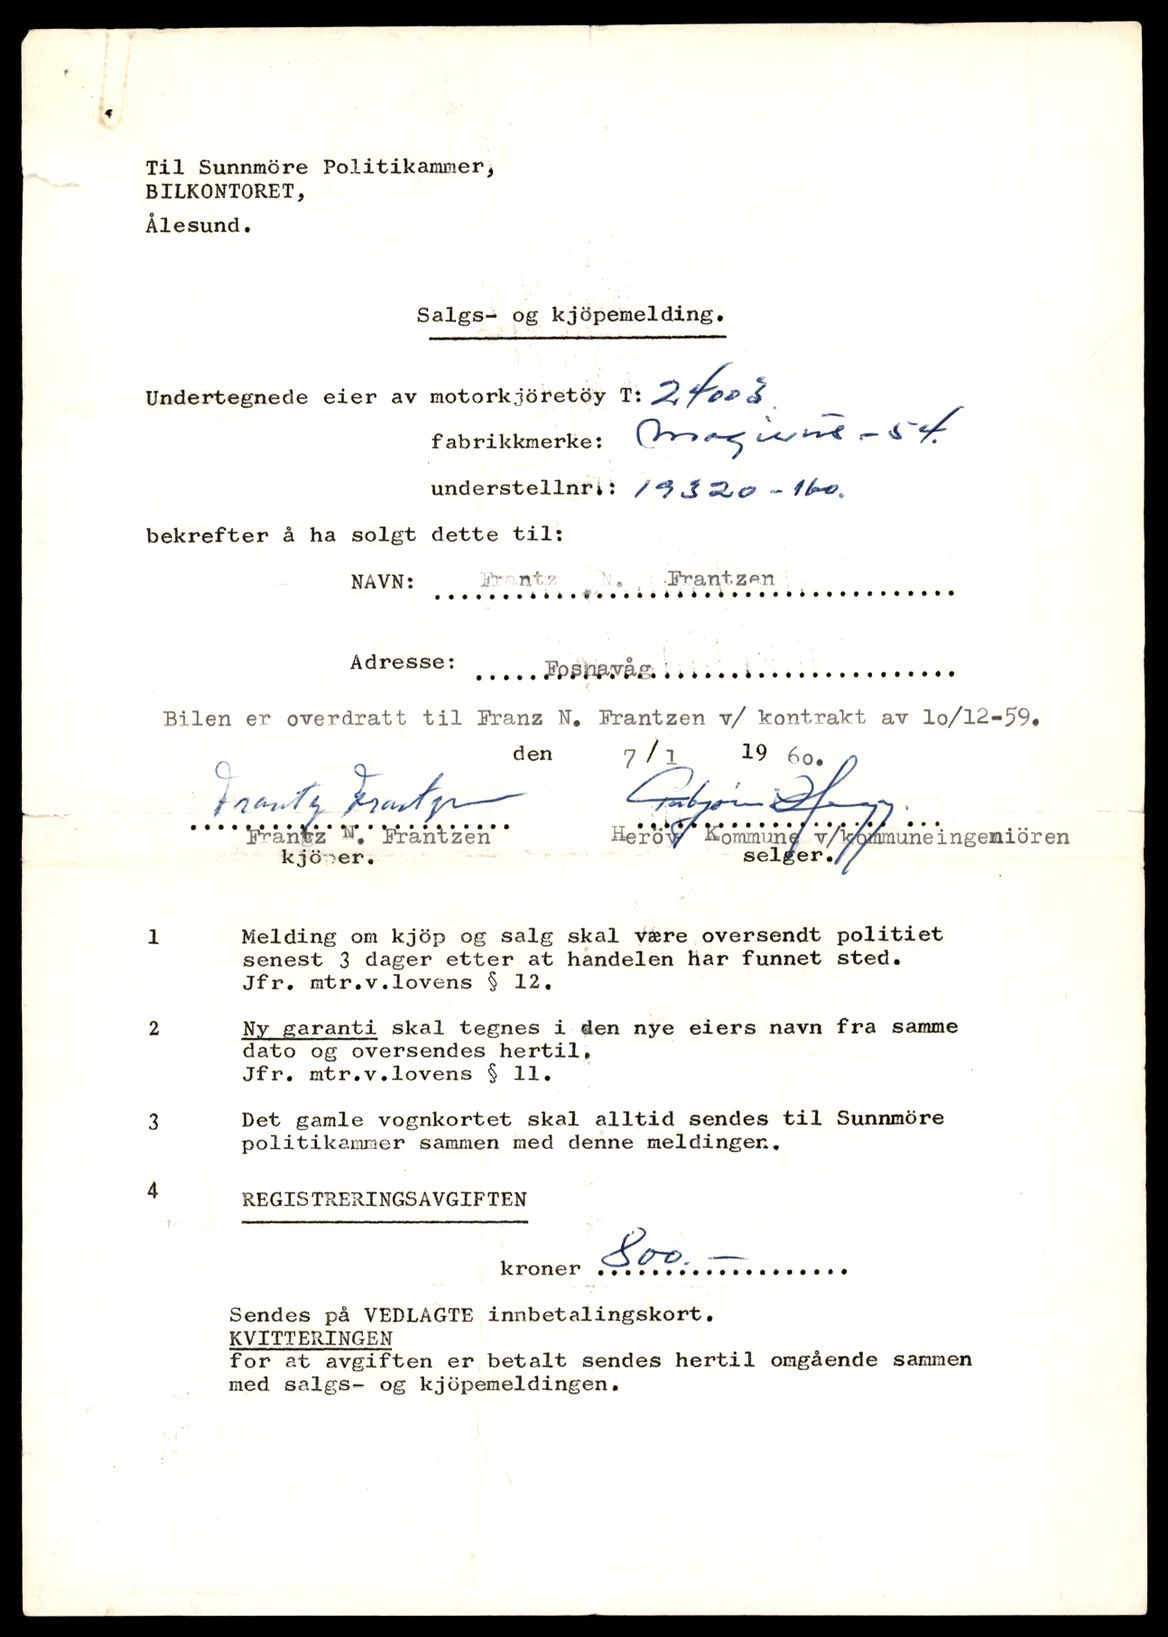 Til Sunnmöre Politikammer,
BILKONTORET,
Ålesund.
Salgs- og kjöpemelding.
Undertegnede eier av motorkjöretöy T: 24003
fabrikkmerke: - 54.
understellnr.: 19320-160.
bekrefter å ha solgt dette til:
NAVN: Frantz N. Frantzen
Adresse: Fosnavåg
Bilen er overdratt til Franz N. Frantzen v/ kontrakt av 10/12-59.
den 7/1 19 60.
Frantz Frantzen
Frantz N. Frantzen Heröy Kommune v/kommuneingeniören
kjöper. selger.
1 Melding om kjöp og salg skal være oversendt politiet
senest 3 dager etter at handelen har funnet sted.
Jfr. mtr.v.lovens § 12.
2 Ny garanti skal tegnes i den nye eiers navn fra samme
dato og oversendes hertil.
Jfr. mtr.v.lovens § 11.
3 Det gamle vognkortet skal alltid sendes til Sunnmöre
politikammer sammen med denne meldingen.
4 REGISTRERINGSAVGIFTEN
kroner 800.-
Sendes på VEDLAGTE innbetalingskort.
KVITTERINGEN
for at avgiften er betalt sendes hertil omgående sammen
med salgs- og kjöpemeldingen.